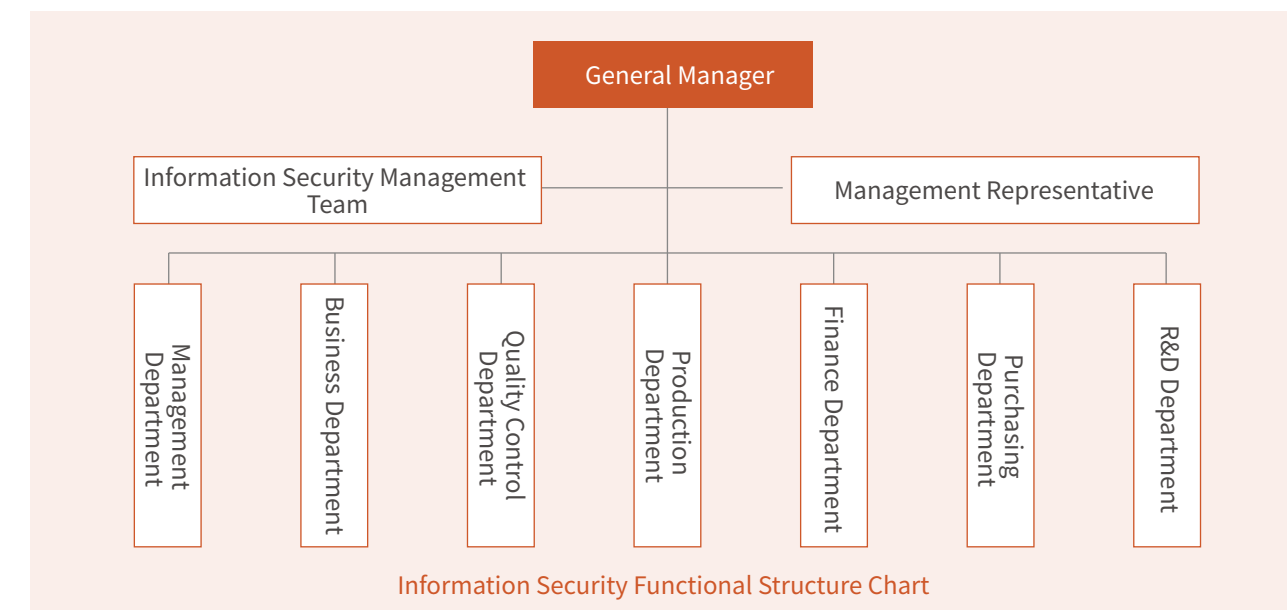 General Manager
Information Security Management
Team
Management Representative
Management
Department
Business Department
Quality Control
Department
Production
Department
Finance Department
Purchasing
Department
R&D Department
Information Security Functional Structure Chart